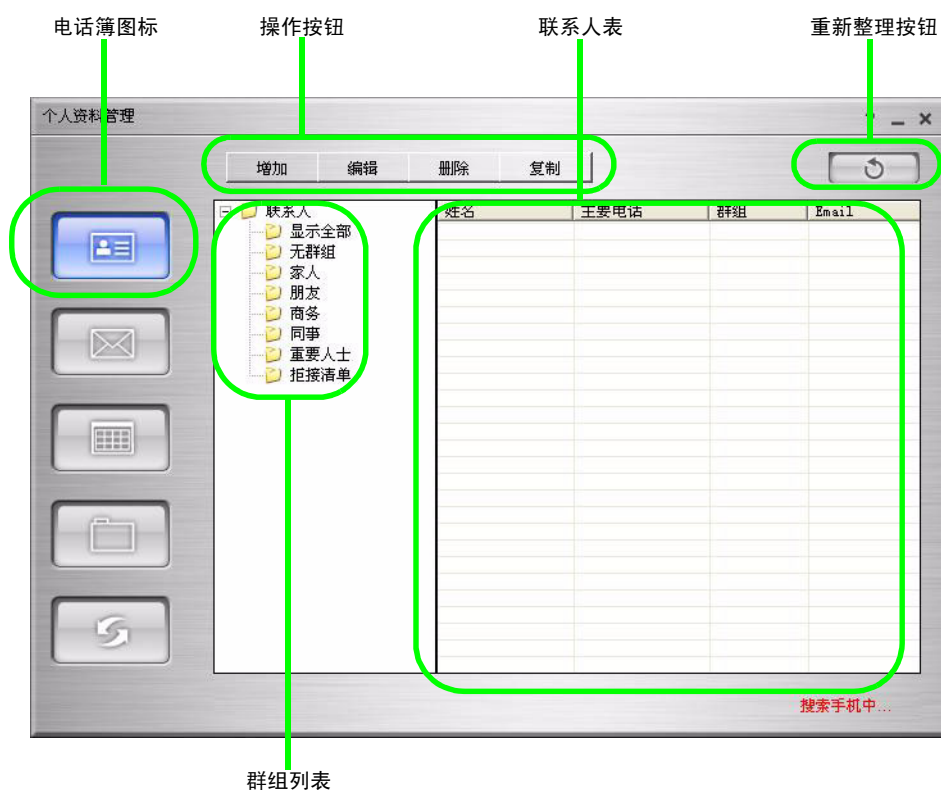 电话簿图标 操作按钮 联系人表 重新整理按钮
个人资料管理
增加 编辑 删除 复制
联系人
显示全部
无群组
家人
朋友
商务
同事
重要人士
拒接清单
姓名 主要电话 群组 Email
搜索手机中...
群组列表